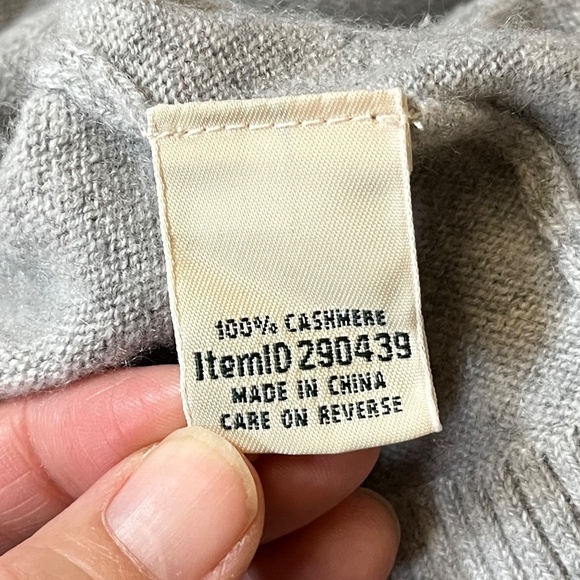 100% CASHMERE
ItemID 290439
MADE IN CHINA
CARE ON REVERSE